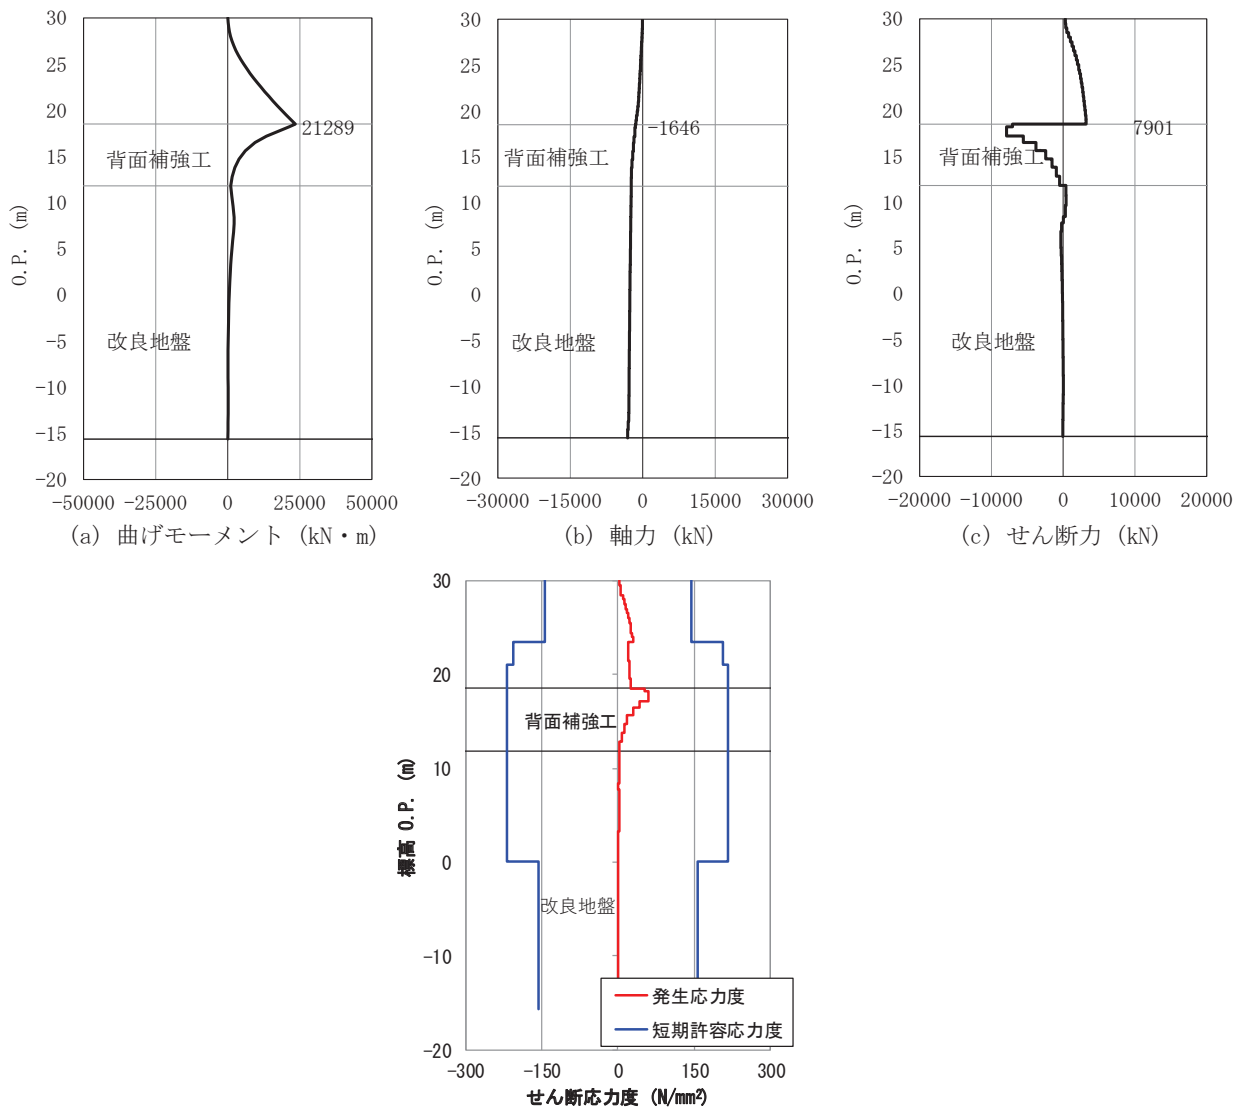 30
25
20
15
10
5
0
-5
-10
-15
-20
O.P. (m)
21289
背面補強工
改良地盤
-50000 -25000 0 25000 50000
(a) 曲げモーメント (kN・m)
30
25
20
15
10
5
0
-5
-10
-15
-20
O.P. (m)
-1646
背面補強工
改良地盤
-30000 -15000 0 15000 30000
(b) 軸力 (kN)
30
25
20
15
10
5
0
-5
-10
-15
-20
O.P. (m)
7901
背面補強工
改良地盤
-20000 -10000 0 10000 20000
(c) せん断力 (kN)
30
20
10
0
-10
-20
標高 O.P. (m)
背面補強工
改良地盤
発生応力度
短期許容応力度
-300 -150 0 150 300
せん断応力度 (N/mm²)